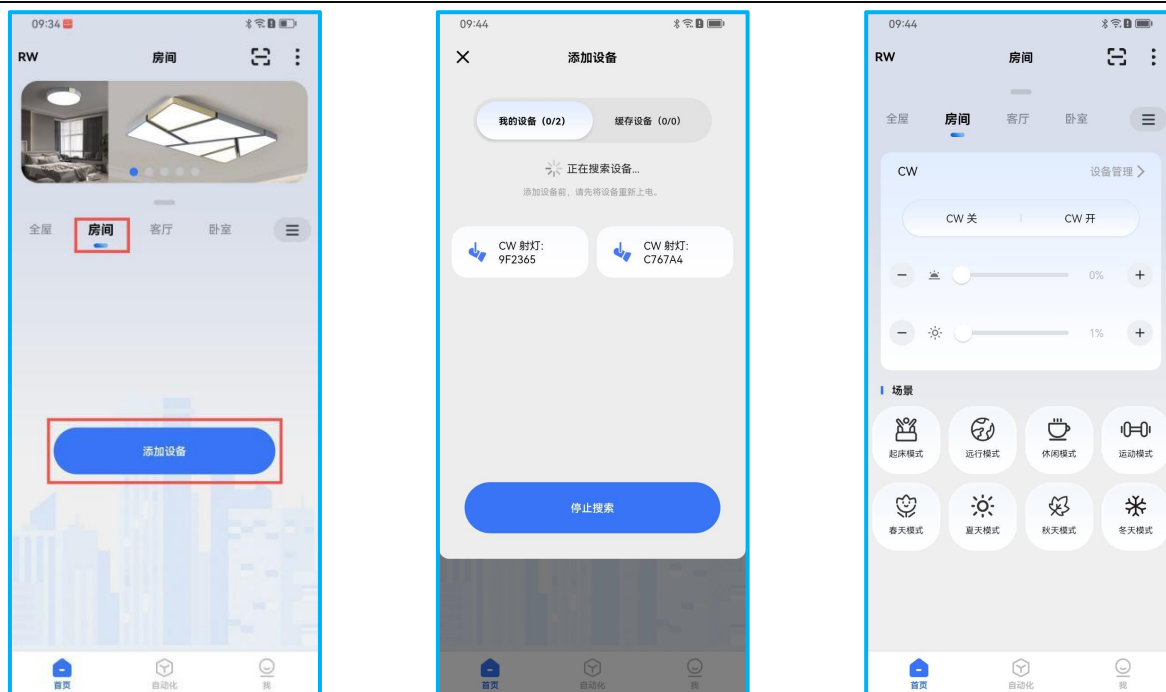 09:34
RW 房间
全屋 房间 客厅 卧室
添加设备
首页 自动化 我
09:44
添加设备
我的设备（0/2） 缓存设备（0/0）
正在搜索设备...
添加设备前，请先将设备重新上电。
CW 射灯:
9F2365
CW 射灯:
C767A4
停止搜索
首页 自动化 我
09:44
RW 房间
全屋 房间 客厅 卧室
CW 设备管理
CW 关 CW 开
0%
1%
场景
起床模式 远行模式 休闲模式 运动模式
春天模式 夏天模式 秋天模式 冬天模式
首页 自动化 我